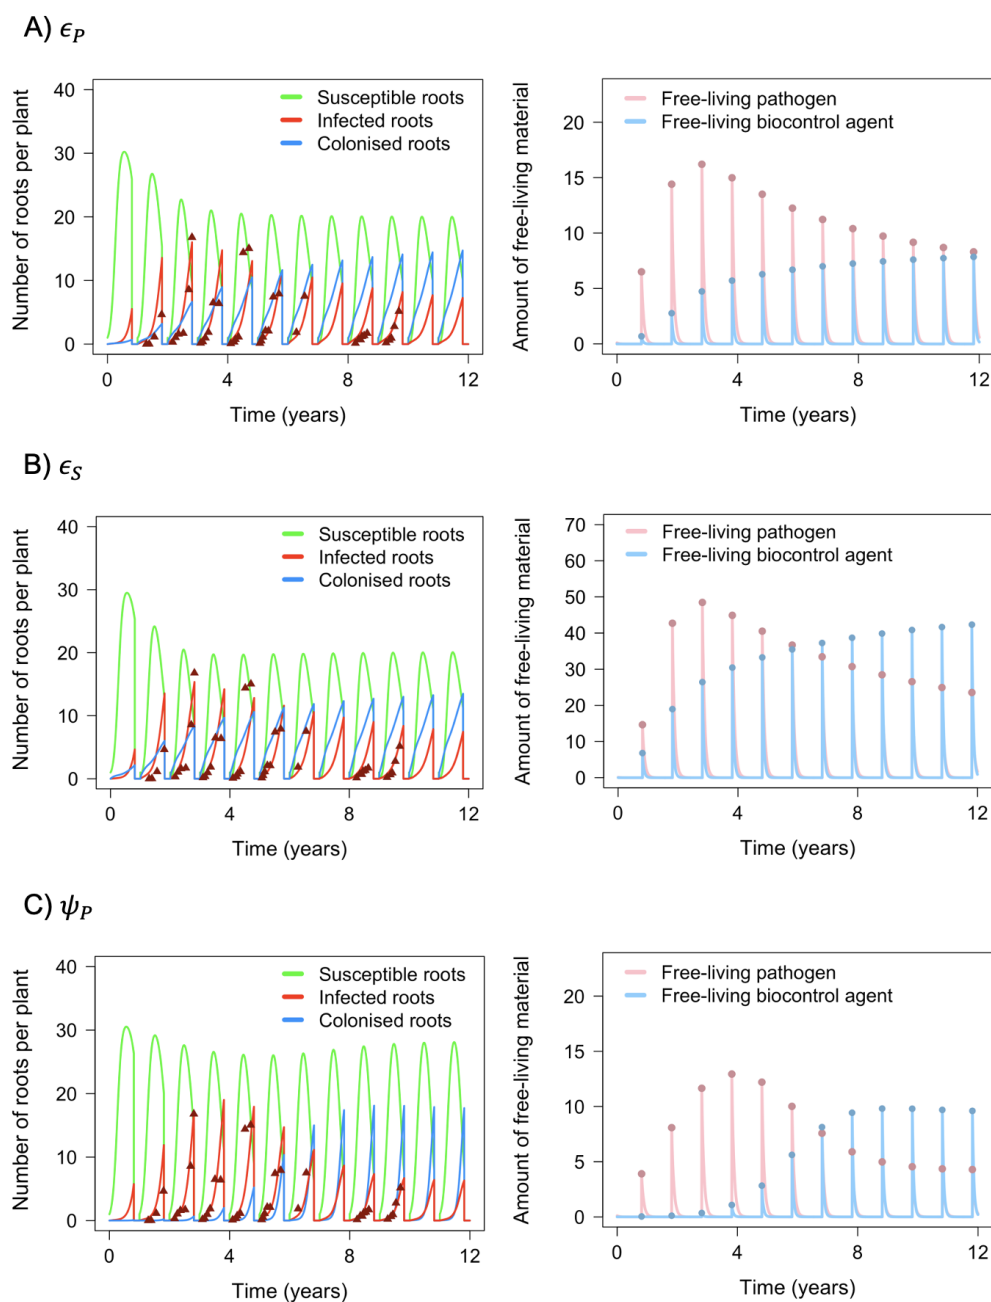 A) ϵP
Number of roots per plant
40
30
20
10
0
Susceptible roots
Infected roots
Colonised roots
0 4 8 12
Time (years)
Amount of free-living material
20
15
10
5
0
Free-living pathogen
Free-living biocontrol agent
0 4 8 12
Time (years)
B) ϵS
Number of roots per plant
40
30
20
10
0
Susceptible roots
Infected roots
Colonised roots
0 4 8 12
Time (years)
Amount of free-living material
70
60
50
40
30
20
10
0
Free-living pathogen
Free-living biocontrol agent
0 4 8 12
Time (years)
C) ψP
Number of roots per plant
40
30
20
10
0
Susceptible roots
Infected roots
Colonised roots
0 4 8 12
Time (years)
Amount of free-living material
20
15
10
5
0
Free-living pathogen
Free-living biocontrol agent
0 4 8 12
Time (years)